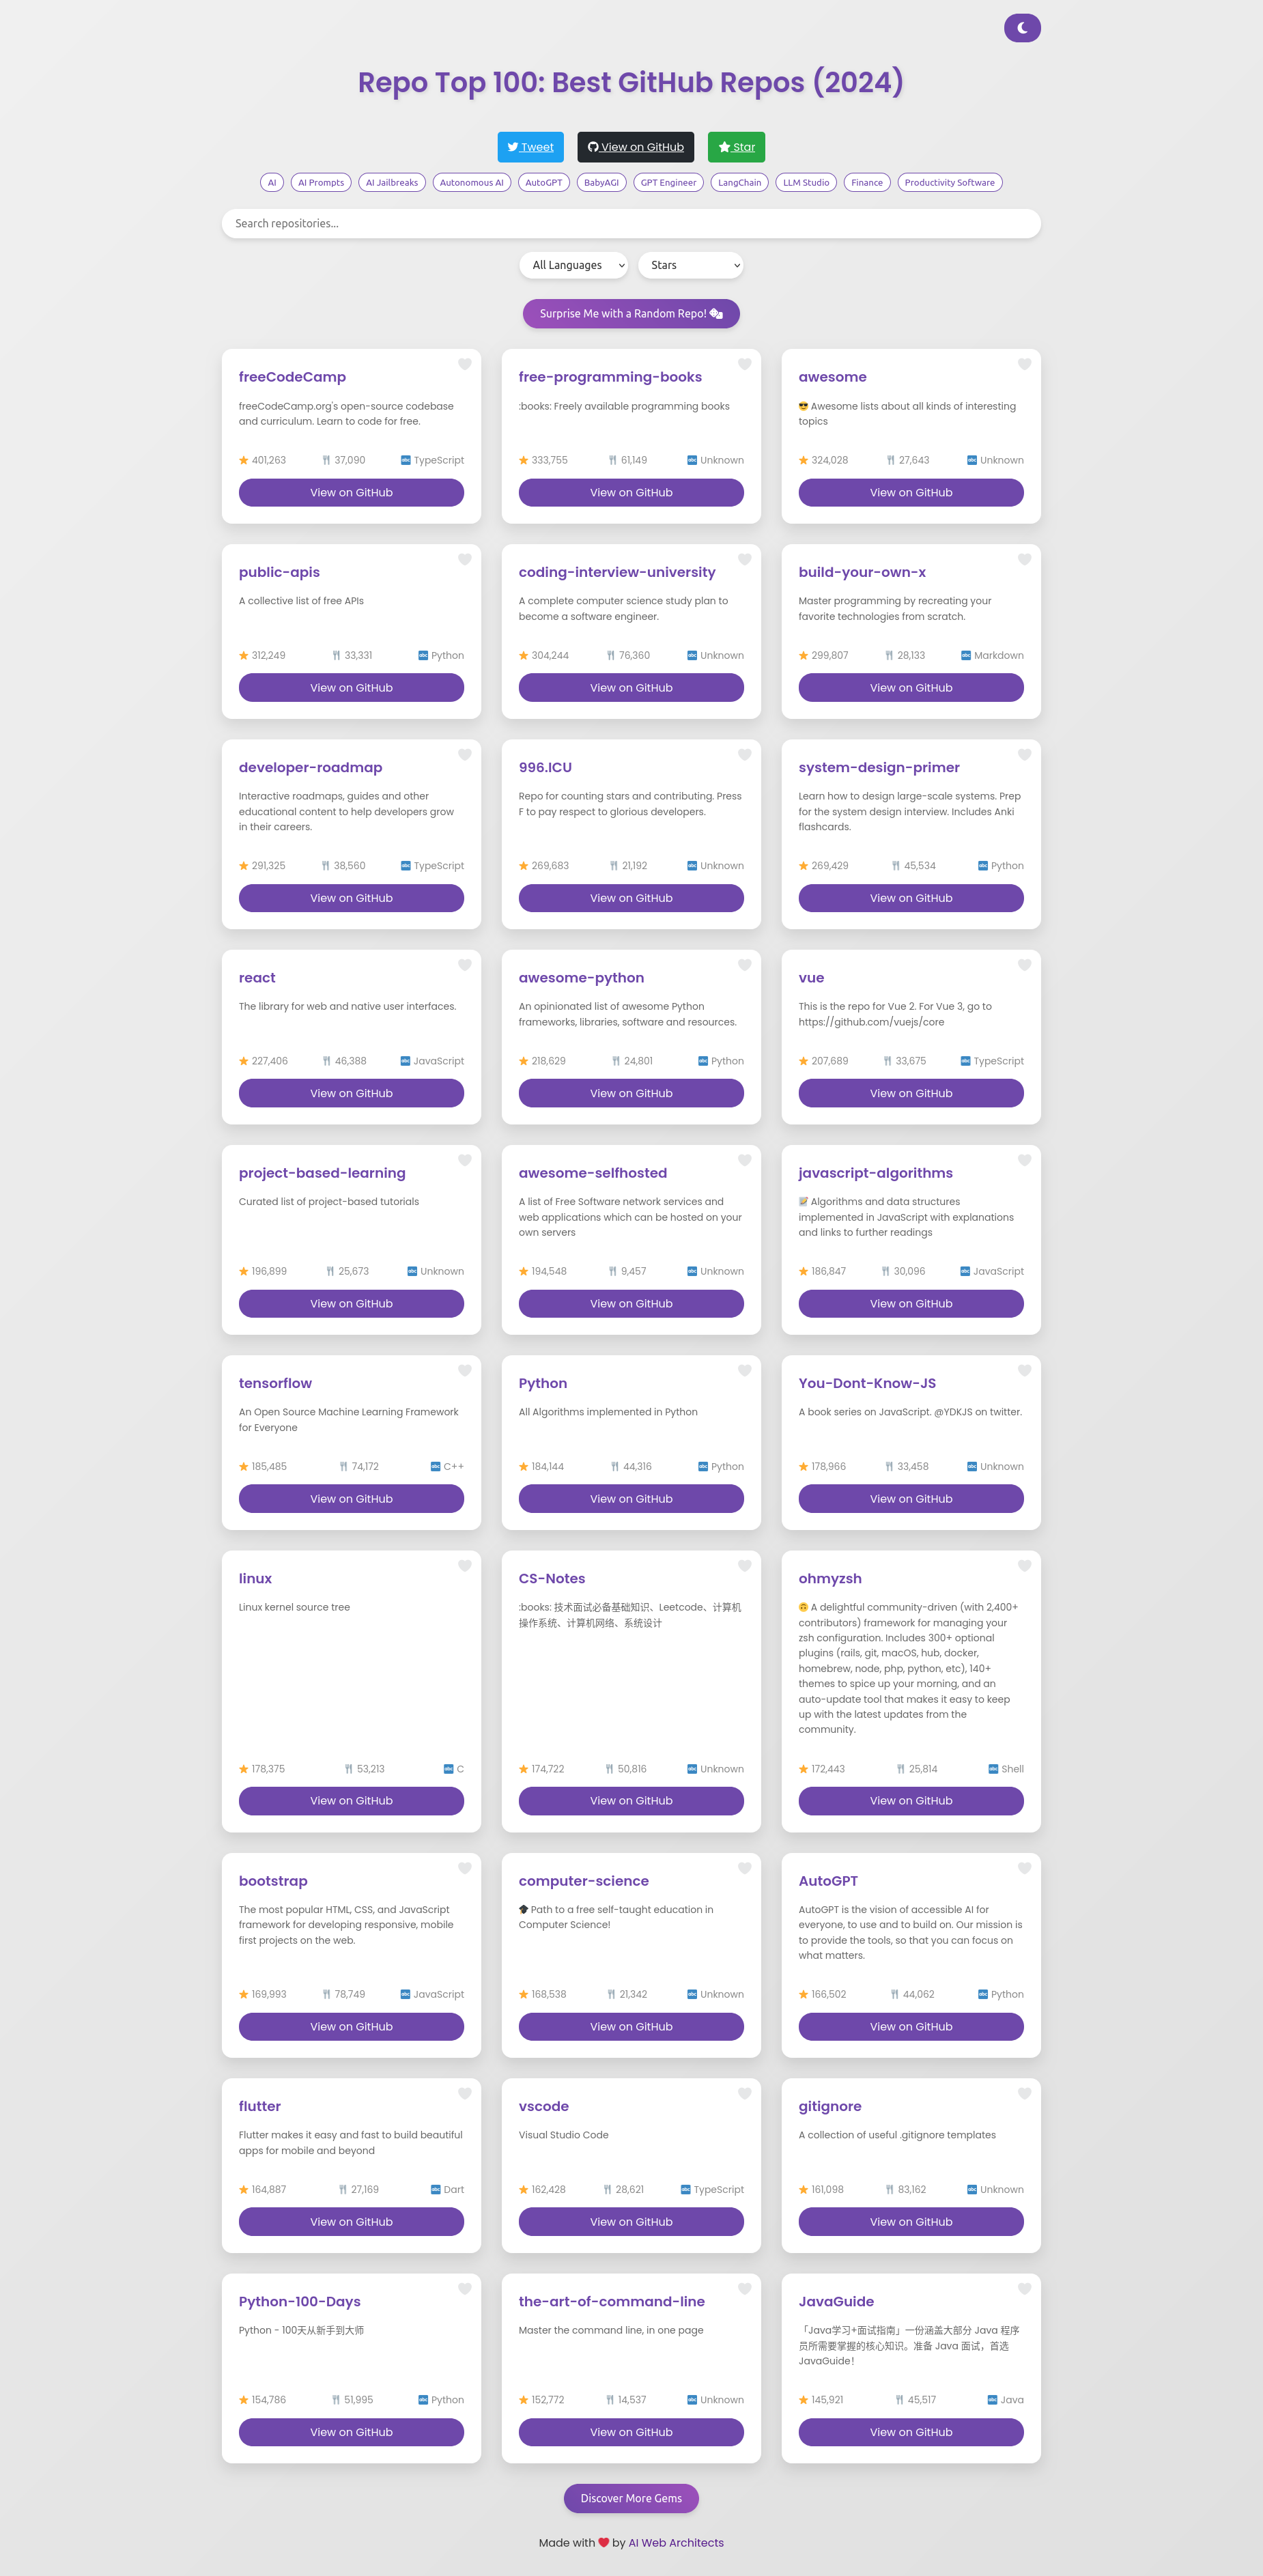 Repo Top 100: Best GitHub Repos (2024)
Tweet
View on GitHub
Star
AI
AI Prompts
AI Jailbreaks
Autonomous AI
AutoGPT
BabyAGI
GPT Engineer
LangChain
LLM Studio
Finance
Productivity Software
Search repositories...
All Languages
Stars
Surprise Me with a Random Repo!
freeCodeCamp
freeCodeCamp.org's open-source codebase
and curriculum. Learn to code for free.
401,263 37,090 TypeScript
View on GitHub
free-programming-books
:books: Freely available programming books
333,755 61,149 Unknown
View on GitHub
awesome
😎 Awesome lists about all kinds of interesting
topics
324,028 27,643 Unknown
View on GitHub
public-apis
A collective list of free APIs
312,249 33,331 Python
View on GitHub
coding-interview-university
A complete computer science study plan to
become a software engineer.
304,244 76,360 Unknown
View on GitHub
build-your-own-x
Master programming by recreating your
favorite technologies from scratch.
299,807 28,133 Markdown
View on GitHub
developer-roadmap
Interactive roadmaps, guides and other
educational content to help developers grow
in their careers.
291,325 38,560 TypeScript
View on GitHub
996.ICU
Repo for counting stars and contributing. Press
F to pay respect to glorious developers.
269,683 21,192 Unknown
View on GitHub
system-design-primer
Learn how to design large-scale systems. Prep
for the system design interview. Includes Anki
flashcards.
269,429 45,534 Python
View on GitHub
react
The library for web and native user interfaces.
227,406 46,388 JavaScript
View on GitHub
awesome-python
An opinionated list of awesome Python
frameworks, libraries, software and resources.
218,629 24,801 Python
View on GitHub
vue
This is the repo for Vue 2. For Vue 3, go to
https://github.com/vuejs/core
207,689 33,675 TypeScript
View on GitHub
project-based-learning
Curated list of project-based tutorials
196,899 25,673 Unknown
View on GitHub
awesome-selfhosted
A list of Free Software network services and
web applications which can be hosted on your
own servers
194,548 9,457 Unknown
View on GitHub
javascript-algorithms
📝 Algorithms and data structures
implemented in JavaScript with explanations
and links to further readings
186,847 30,096 JavaScript
View on GitHub
tensorflow
An Open Source Machine Learning Framework
for Everyone
185,485 74,172 C++
View on GitHub
Python
All Algorithms implemented in Python
184,144 44,316 Python
View on GitHub
You-Dont-Know-JS
A book series on JavaScript. @YDKJS on twitter.
178,966 33,458 Unknown
View on GitHub
linux
Linux kernel source tree
178,375 53,213 C
View on GitHub
CS-Notes
:books: 技术面试必备基础知识、Leetcode、计算机
操作系统、计算机网络、系统设计
174,722 50,816 Unknown
View on GitHub
ohmyzsh
🙃 A delightful community-driven (with 2,400+
contributors) framework for managing your
zsh configuration. Includes 300+ optional
plugins (rails, git, macOS, hub, docker,
homebrew, node, php, python, etc), 140+
themes to spice up your morning, and an
auto-update tool that makes it easy to keep
up with the latest updates from the
community.
172,443 25,814 Shell
View on GitHub
bootstrap
The most popular HTML, CSS, and JavaScript
framework for developing responsive, mobile
first projects on the web.
169,993 78,749 JavaScript
View on GitHub
computer-science
🎓 Path to a free self-taught education in
Computer Science!
168,538 21,342 Unknown
View on GitHub
AutoGPT
AutoGPT is the vision of accessible AI for
everyone, to use and to build on. Our mission is
to provide the tools, so that you can focus on
what matters.
166,502 44,062 Python
View on GitHub
flutter
Flutter makes it easy and fast to build beautiful
apps for mobile and beyond
164,887 27,169 Dart
View on GitHub
vscode
Visual Studio Code
162,428 28,621 TypeScript
View on GitHub
gitignore
A collection of useful .gitignore templates
161,098 83,162 Unknown
View on GitHub
Python-100-Days
Python - 100天从新手到大师
154,786 51,995 Python
View on GitHub
the-art-of-command-line
Master the command line, in one page
152,772 14,537 Unknown
View on GitHub
JavaGuide
「Java学习+面试指南」一份涵盖大部分 Java 程序
员所需要掌握的核心知识。准备 Java 面试，首选
JavaGuide！
145,921 45,517 Java
View on GitHub
Discover More Gems
Made with ❤️ by AI Web Architects